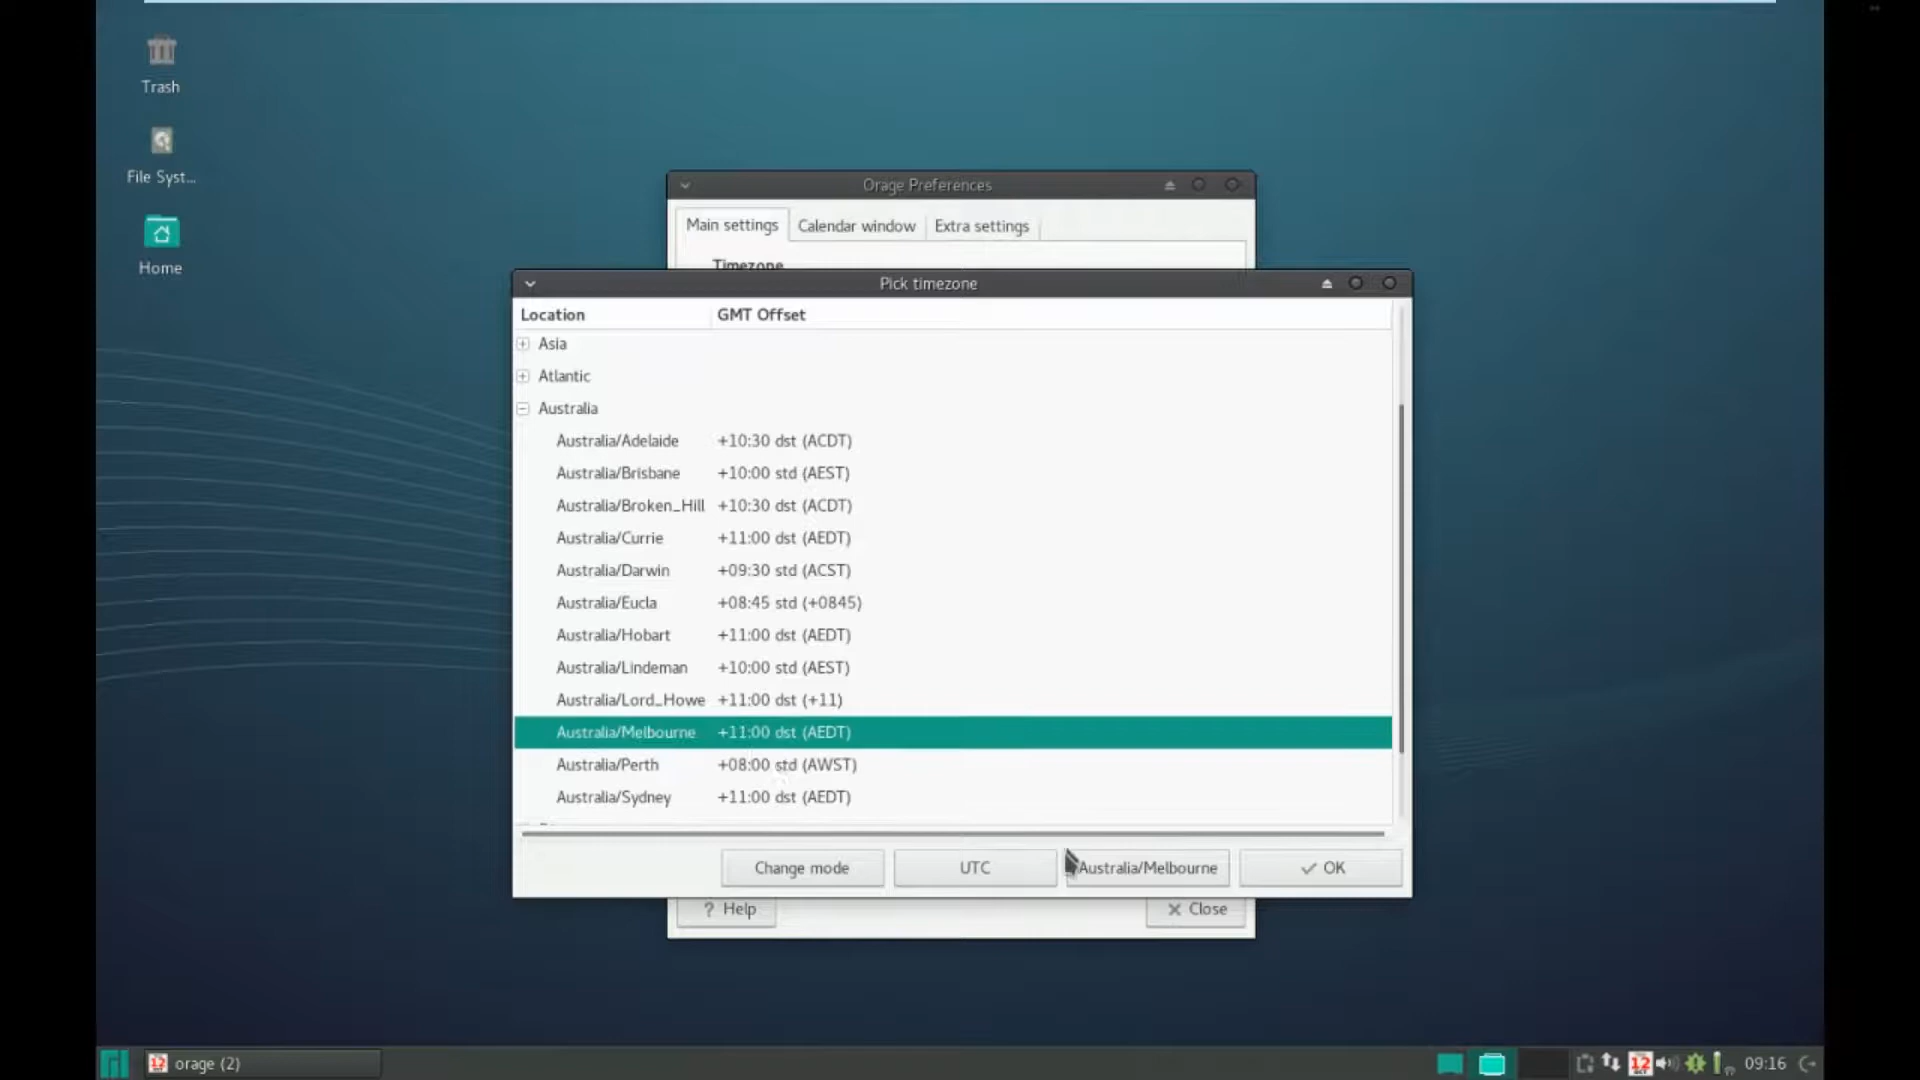 Trash
File Syst...
Home
Orage Preferences
Main settings
Calendar window
Extra settings
Timezone
Pick timezone
Location GMT Offset
Asia
Atlantic
Australia
Australia/Adelaide +10:30 dst (ACDT)
Australia/Brisbane +10:00 std (AEST)
Australia/Broken_Hill +10:30 dst (ACDT)
Australia/Currie +11:00 dst (AEDT)
Australia/Darwin +09:30 std (ACST)
Australia/Eucla +08:45 std (+0845)
Australia/Hobart +11:00 dst (AEDT)
Australia/Lindeman +10:00 std (AEST)
Australia/Lord_Howe +11:00 dst (+11)
Australia/Melbourne +11:00 dst (AEDT)
Australia/Perth +08:00 std (AWST)
Australia/Sydney +11:00 dst (AEDT)
Change mode
UTC
Australia/Melbourne
OK
? Help
Close
12 orage (2)
12
09:16